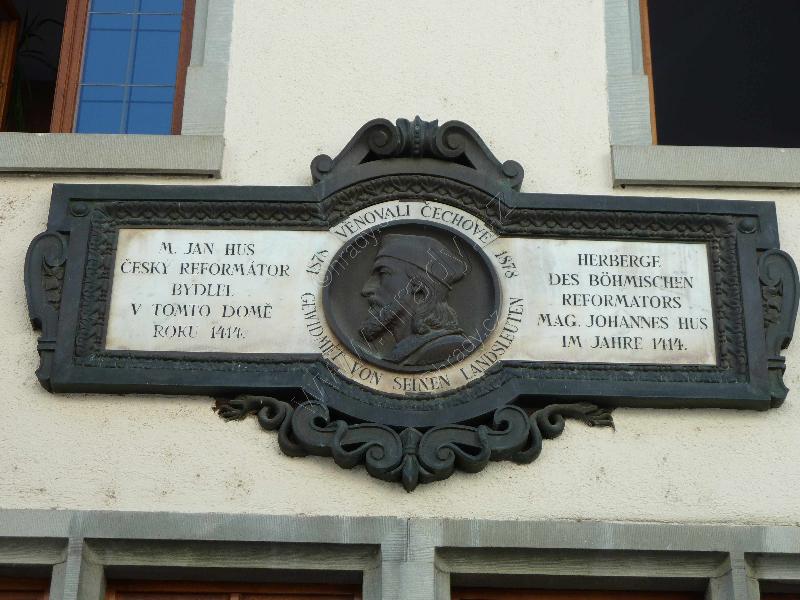 M. JAN HUS
ČESKÝ REFORMÁTOR
BYDLEL
V TOMTO DOMĚ
ROKU 1414.
VĚNOVALI ČECHOVÉ
1878 1878
GEWIDMET VON SEINEN LANDSLEUTEN
HERBERGE
DES BÖHMISCHEN
REFORMATORS
MAG. JOHANNES HUS
IM JAHRE 1414.